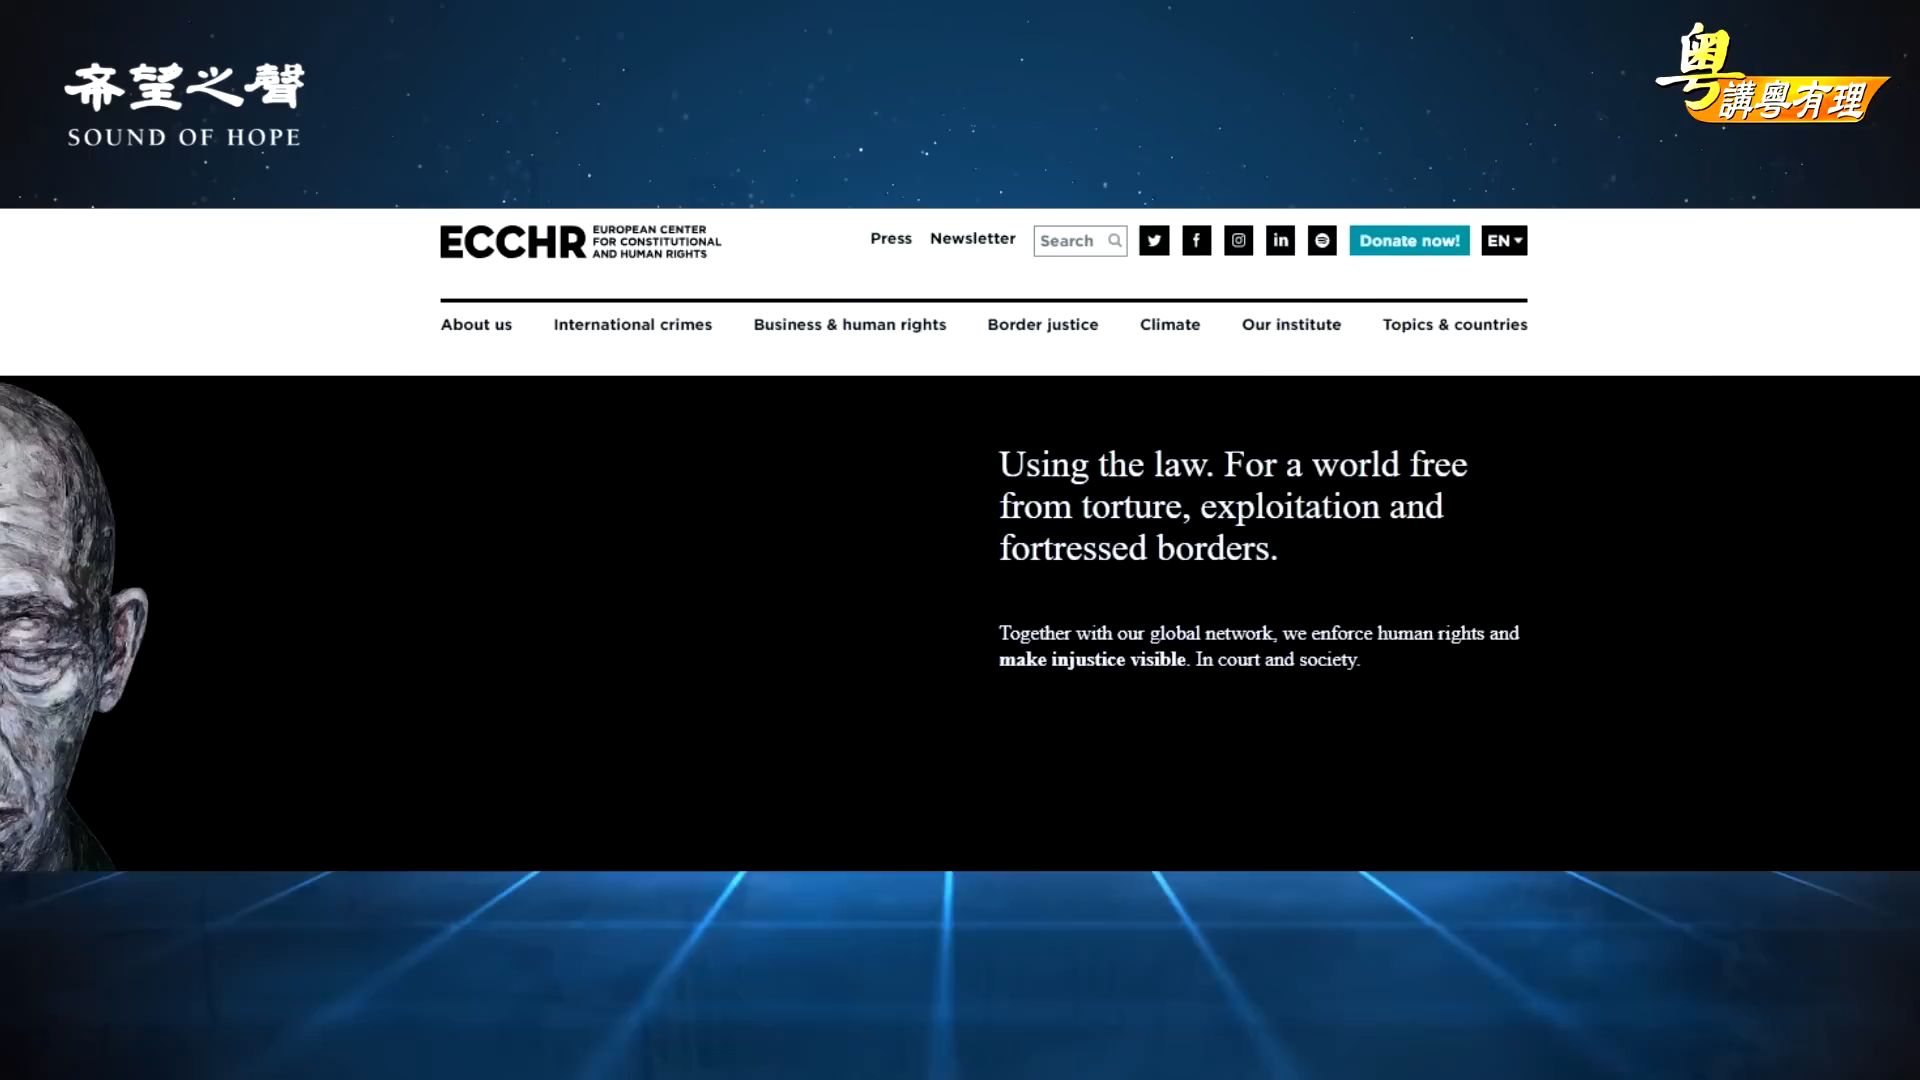 希望之聲
SOUND OF HOPE
粵講粵有理
ECCHR
EUROPEAN CENTER
FOR CONSTITUTIONAL
AND HUMAN RIGHTS
Press
Newsletter
Search
Donate now!
EN
About us
International crimes
Business & human rights
Border justice
Climate
Our institute
Topics & countries
Using the law. For a world free
from torture, exploitation and
fortressed borders.
Together with our global network, we enforce human rights and
make injustice visible. In court and society.